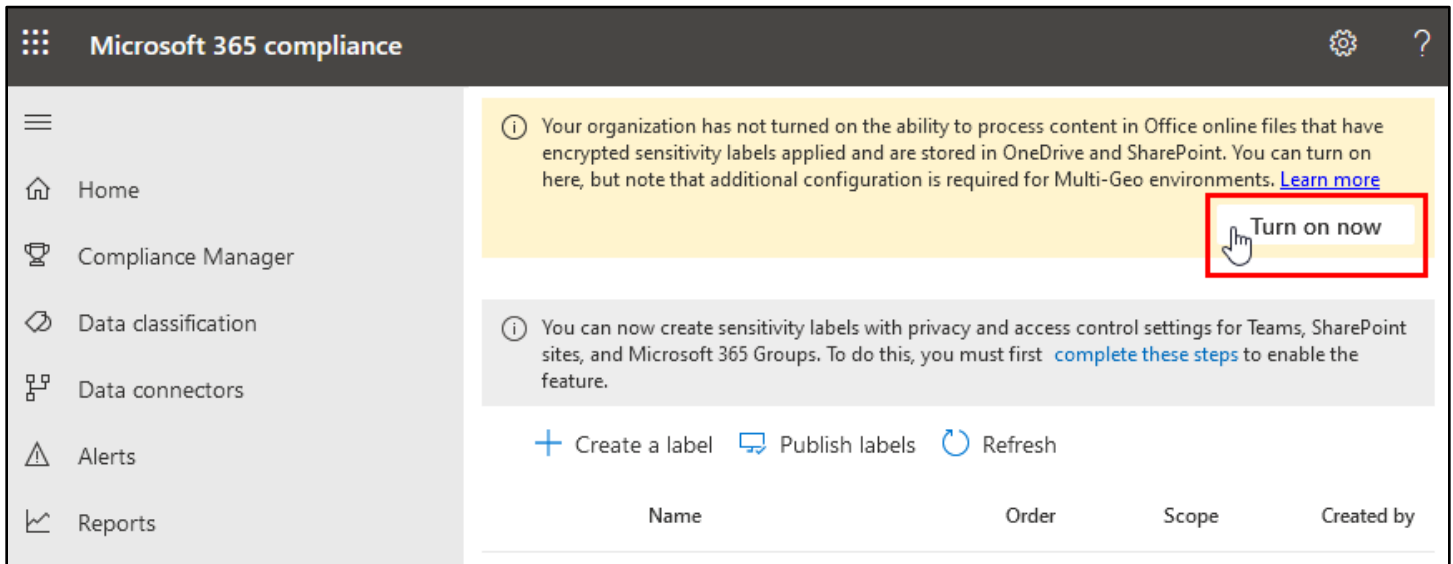 Microsoft 365 compliance
?
Your organization has not turned on the ability to process content in Office online files that have
encrypted sensitivity labels applied and are stored in OneDrive and SharePoint. You can turn on
here, but note that additional configuration is required for Multi-Geo environments. Learn more
Turn on now
Home
Compliance Manager
Data classification
Data connectors
Alerts
Reports
You can now create sensitivity labels with privacy and access control settings for Teams, SharePoint
sites, and Microsoft 365 Groups. To do this, you must first complete these steps to enable the
feature.
Create a label Publish labels Refresh
Name Order Scope Created by